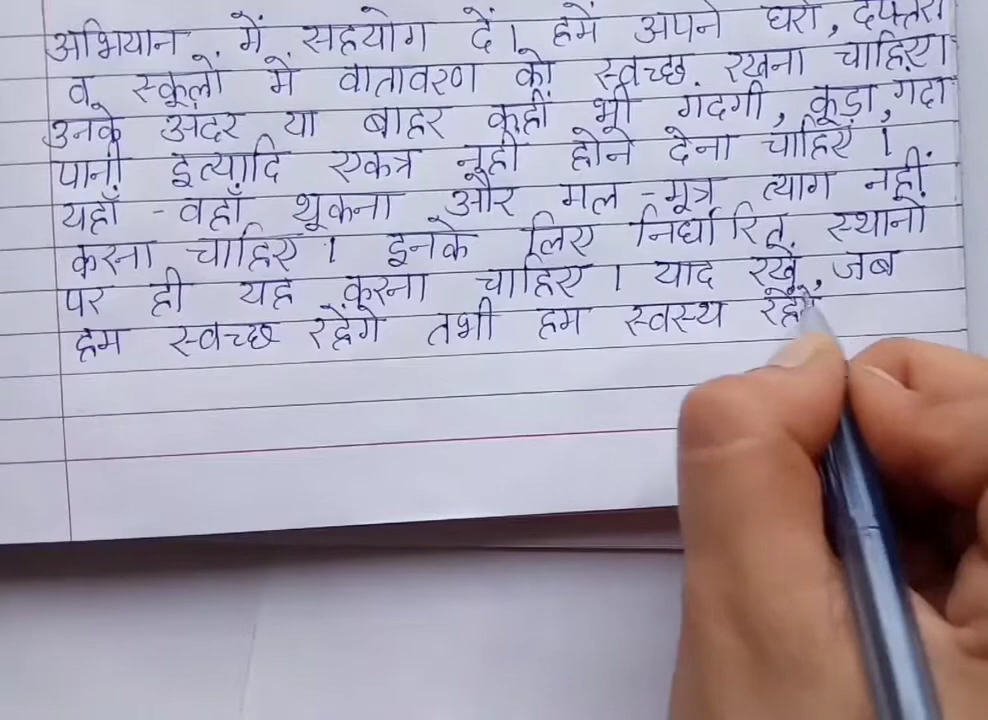 अभियान में सहयोग दें। हमें अपने घरों, दफ्तरों
व स्कूलों में वातावरण को स्वच्छ रखना चाहिए।
उनके अंदर या बाहर कहीं भी गंदगी, कूड़ा, गंदा
पानी इत्यादि एकत्र नहीं होने देना चाहिए।
यहाँ - वहाँ थूकना और मल - मूत्र त्याग नहीं
करना चाहिए। इनके लिए निर्धारित स्थानों
पर ही यह करना चाहिए। याद रखें, जब
हम स्वच्छ रहेंगे तभी हम स्वस्थ रहेंगे